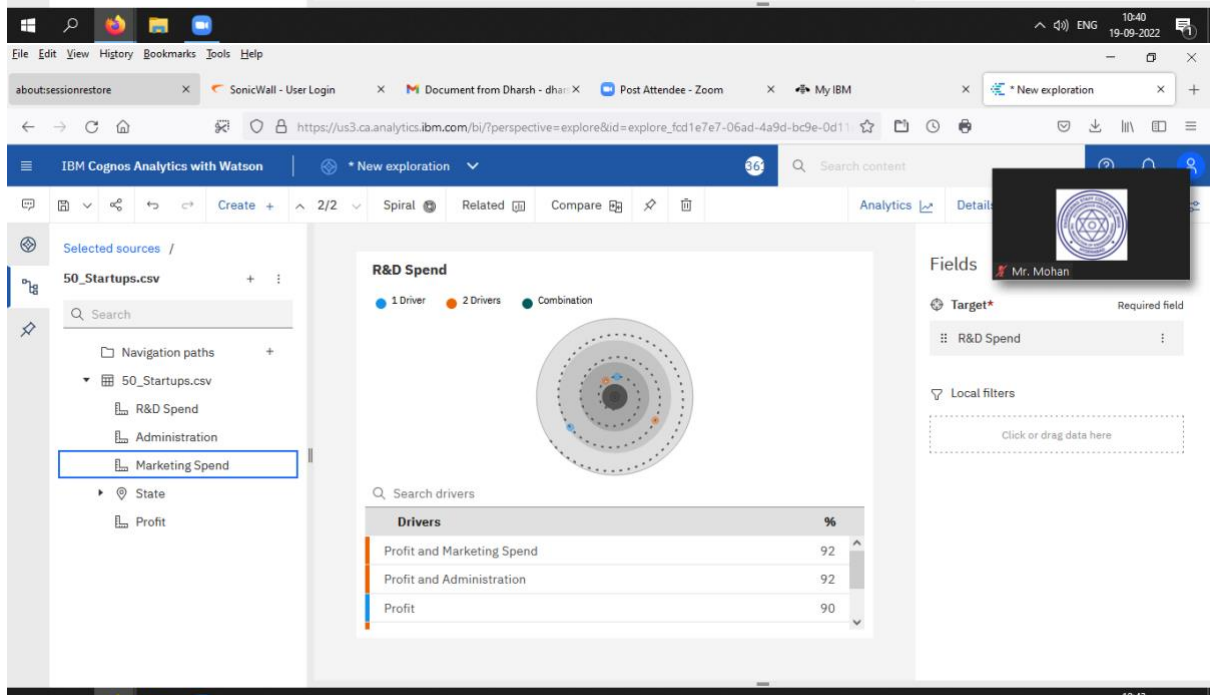 ENG
10:40
19-09-2022
File Edit View History Bookmarks Tools Help
about:sessionrestore
SonicWall - User Login
Document from Dharsh - dhar
Post Attendee - Zoom
My IBM
* New exploration
https://us3.ca.analytics.ibm.com/bi/?perspective=explore&id=explore_fcd1e7e7-06ad-4a9d-bc9e-0d11
IBM Cognos Analytics with Watson
* New exploration
Search content
Create +
2/2
Spiral
Related
Compare
Analytics
Detail
Selected sources /
50_Startups.csv
Search
Navigation paths
50_Startups.csv
R&D Spend
Administration
Marketing Spend
State
Profit
R&D Spend
1 Driver
2 Drivers
Combination
Search drivers
Drivers %
Profit and Marketing Spend 92
Profit and Administration 92
Profit 90
Mr. Mohan
Fields
Target* Required field
R&D Spend
Local filters
Click or drag data here